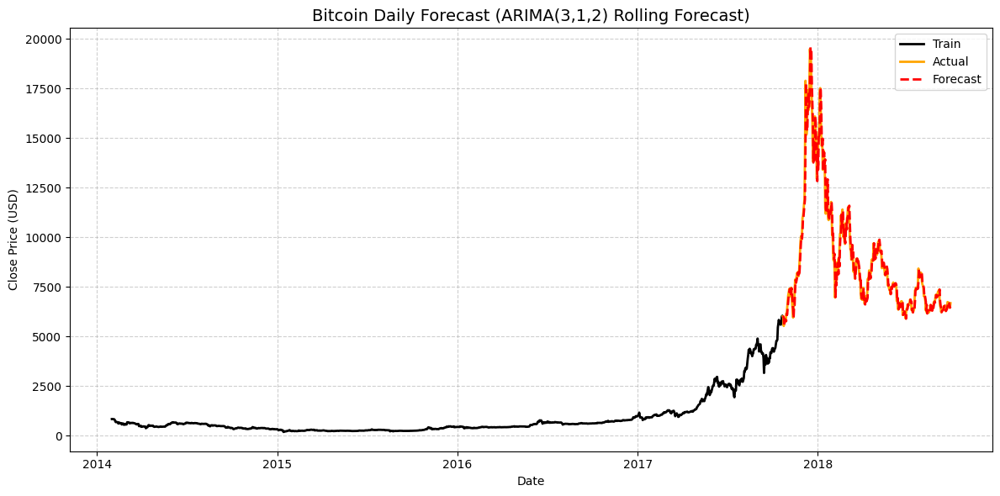 Bitcoin Daily Forecast (ARIMA(3,1,2) Rolling Forecast)
Train
Actual
Forecast
Close Price (USD)
20000
17500
15000
12500
10000
7500
5000
2500
0
2014
2015
2016
2017
2018
Date